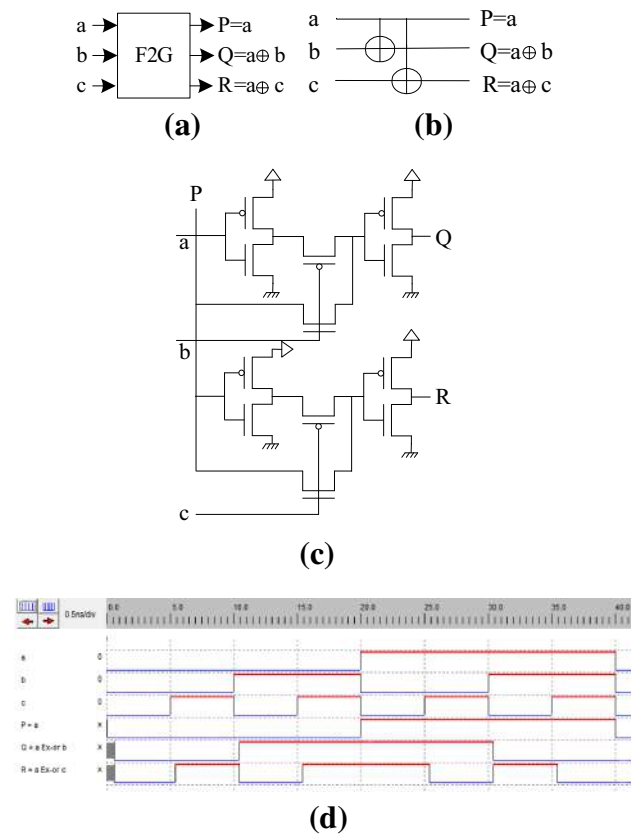 a P=a
b F2G Q=a⊕ b
c R=a⊕ c
(a)
a P=a
b Q=a⊕ b
c R=a⊕ c
(b)
P
a
Q
b
R
c
(c)
0.5ns/div
0.0 5.0 10.0 15.0 20.0 25.0 30.0 35.0 40.0
a 0
b 0
c 0
P = a x
Q = a Ex-or b x
R = a Ex-or c x
(d)